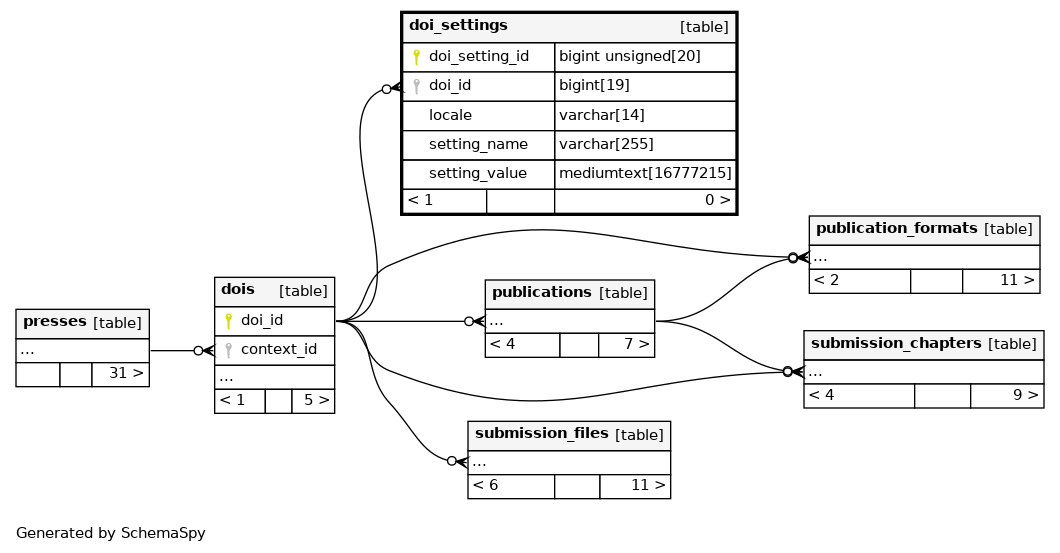 doi_settings [table]
doi_setting_id bigint unsigned[20]
doi_id bigint[19]
locale varchar[14]
setting_name varchar[255]
setting_value mediumtext[16777215]
< 1 0 >
publication_formats [table]
...
< 2 11 >
dois [table]
doi_id
context_id
...
< 1 5 >
publications [table]
...
< 4 7 >
presses [table]
...
31 >
submission_chapters [table]
...
< 4 9 >
submission_files [table]
...
< 6 11 >
Generated by SchemaSpy